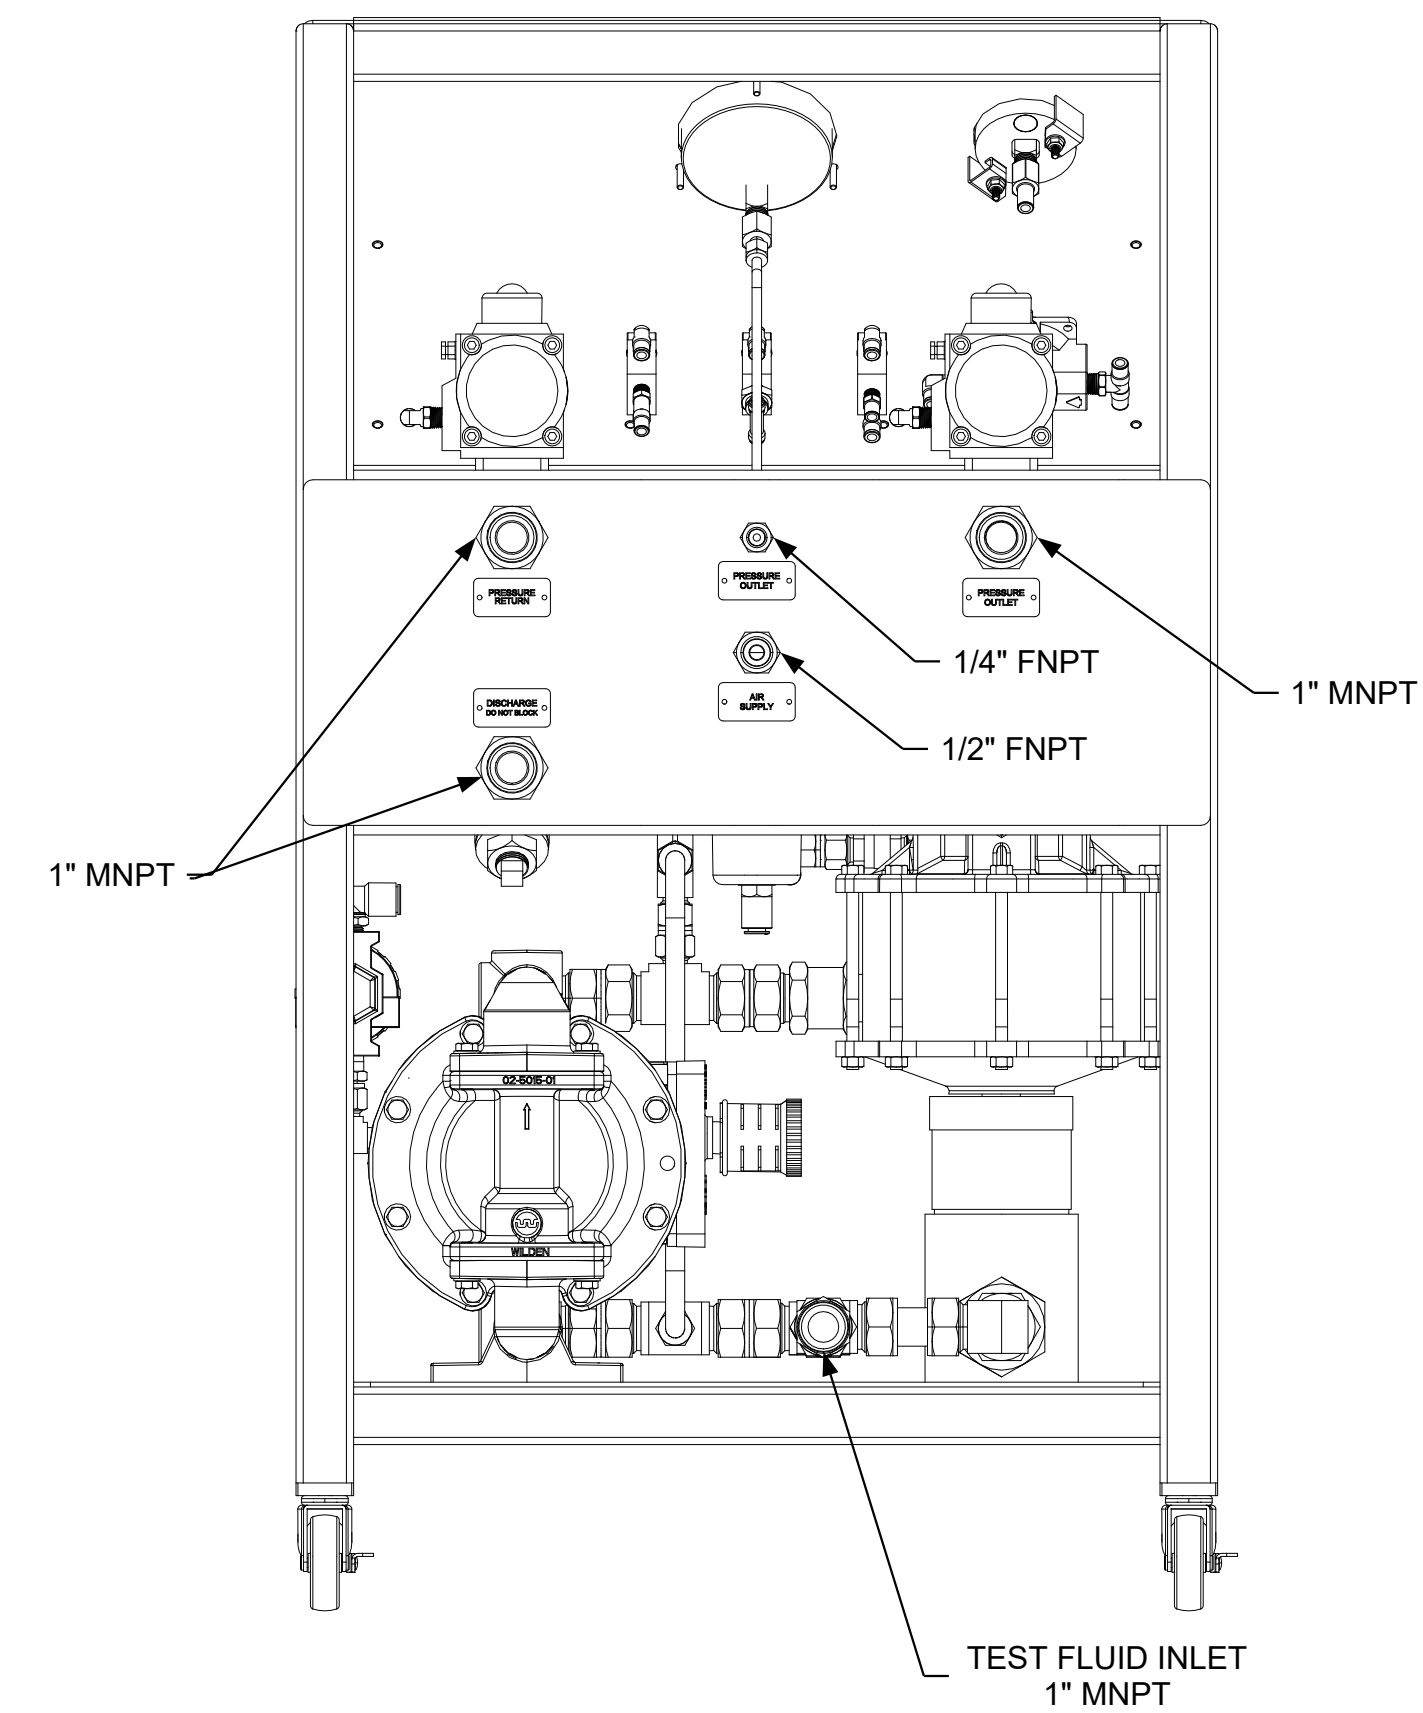 PRESSURE
RETURN
PRESSURE
OUTLET
PRESSURE
OUTLET
1/4" FNPT
1" MNPT
DISCHARGE
DO NOT BLOCK
AIR
SUPPLY
1/2" FNPT
1" MNPT
02-5015-01
WILDEN
TEST FLUID INLET
1" MNPT